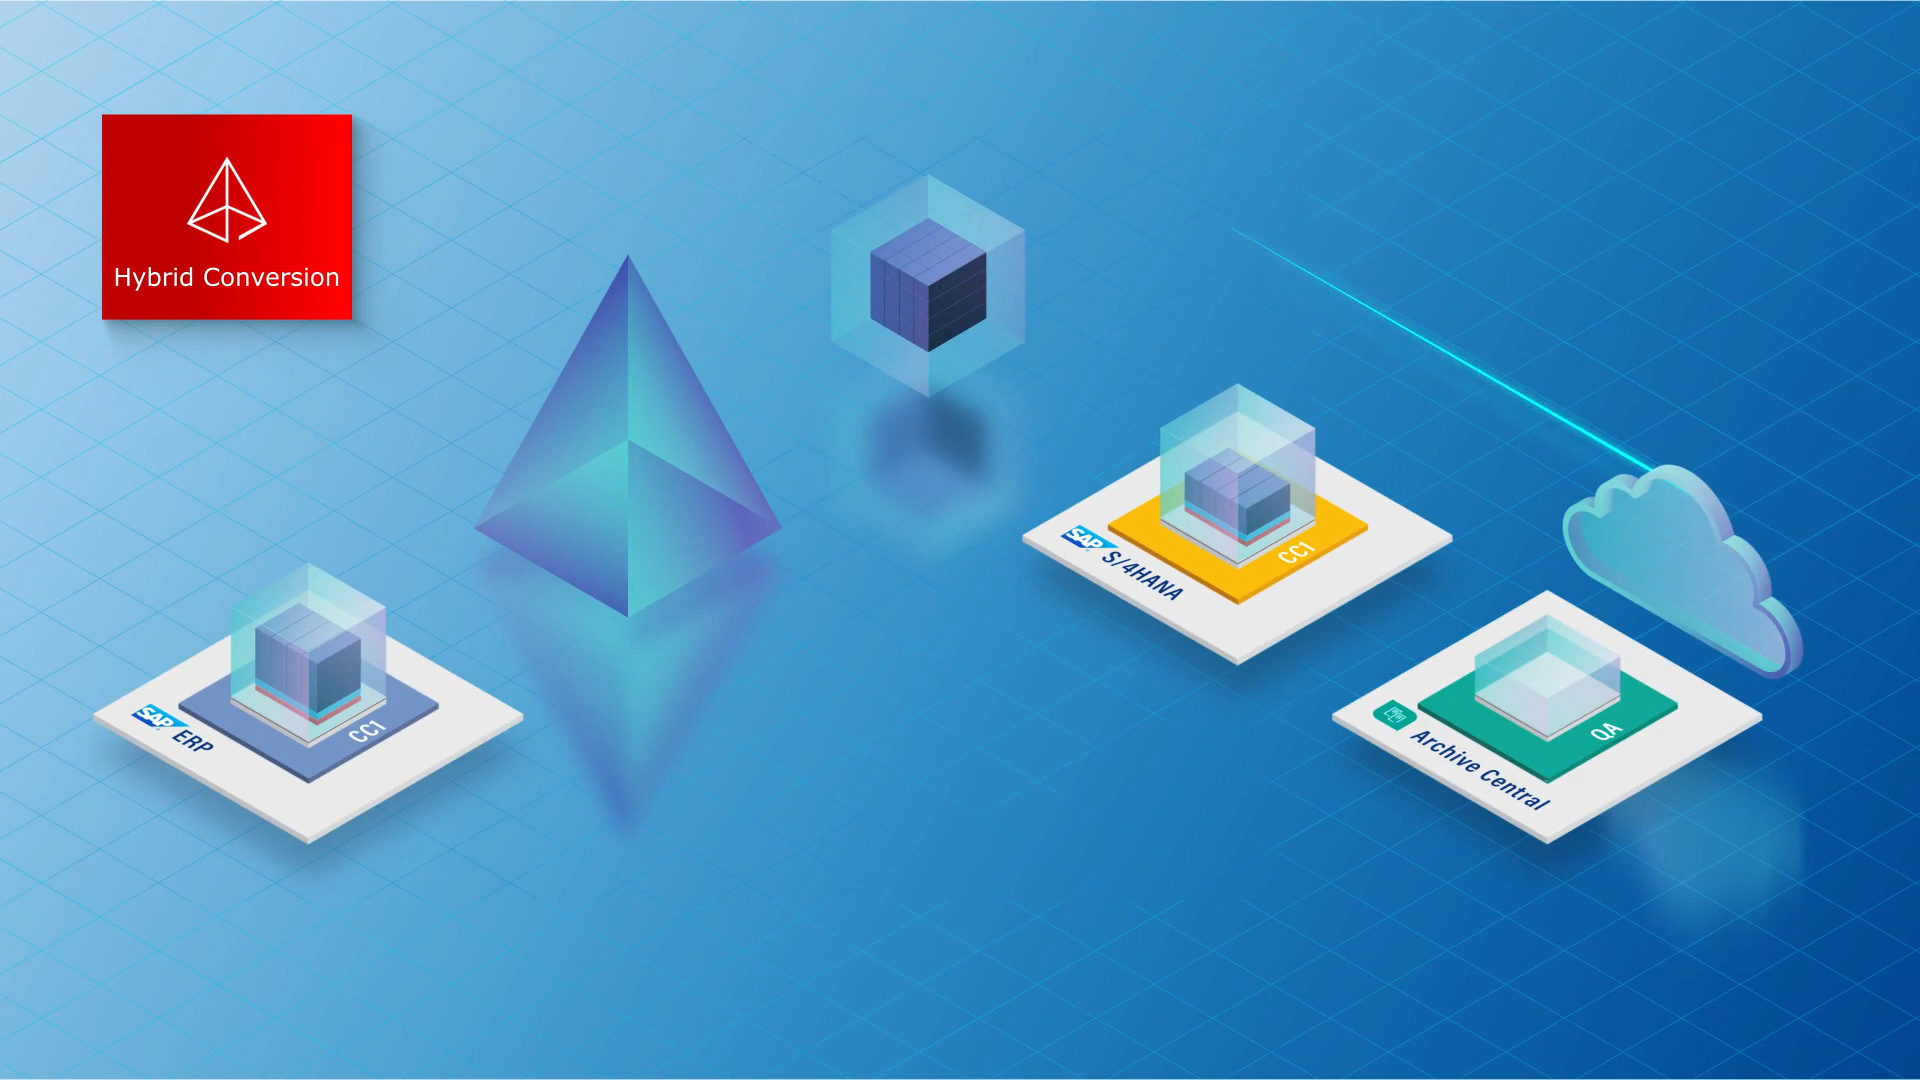 Hybrid Conversion
SAP ERP
CC1
SAP S/4HANA
CC1
Archive Central
QA